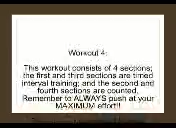 Workout 4:
This workout consists of 4 sections;
the first and third sections are timed
interval training; and the second and
fourth sections are counted.
Remember to ALWAYS push at your
MAXIMUM effort!!